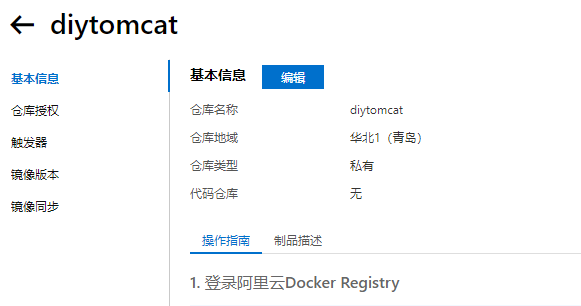 diytomcat
基本信息
仓库授权
触发器
镜像版本
镜像同步
基本信息 编辑
仓库名称 diytomcat
仓库地域 华北1（青岛）
仓库类型 私有
代码仓库 无
操作指南 制品描述
1. 登录阿里云Docker Registry